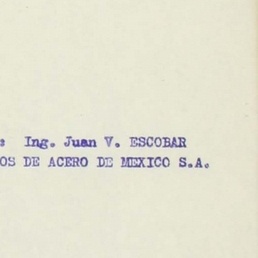 : Ing. Juan V. ESCOBAR
OS DE ACERO DE MEXICO S.A.